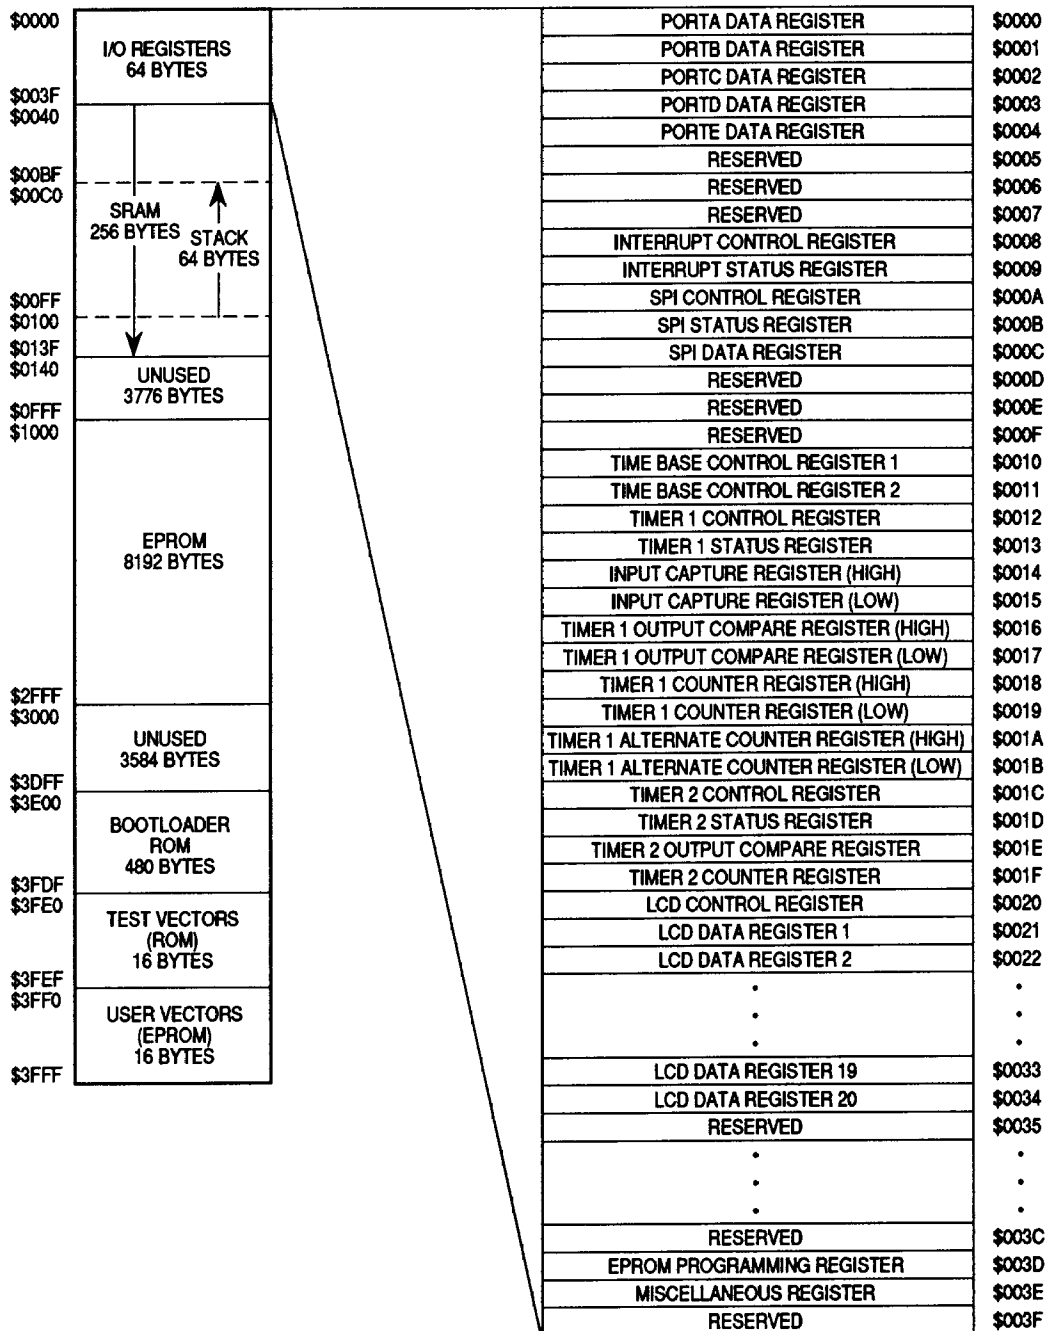 $0000
I/O REGISTERS
64 BYTES
$003F
$0040
$00BF
$00C0
SRAM
256 BYTES
STACK
64 BYTES
$00FF
$0100
$013F
$0140
UNUSED
3776 BYTES
$0FFF
$1000
EPROM
8192 BYTES
$2FFF
$3000
UNUSED
3584 BYTES
$3DFF
$3E00
BOOTLOADER
ROM
480 BYTES
$3FDF
$3FE0
TEST VECTORS
(ROM)
16 BYTES
$3FEF
$3FF0
USER VECTORS
(EPROM)
16 BYTES
$3FFF
PORTA DATA REGISTER $0000
PORTB DATA REGISTER $0001
PORTC DATA REGISTER $0002
PORTD DATA REGISTER $0003
PORTE DATA REGISTER $0004
RESERVED $0005
RESERVED $0006
RESERVED $0007
INTERRUPT CONTROL REGISTER $0008
INTERRUPT STATUS REGISTER $0009
SPI CONTROL REGISTER $000A
SPI STATUS REGISTER $000B
SPI DATA REGISTER $000C
RESERVED $000D
RESERVED $000E
RESERVED $000F
TIME BASE CONTROL REGISTER 1 $0010
TIME BASE CONTROL REGISTER 2 $0011
TIMER 1 CONTROL REGISTER $0012
TIMER 1 STATUS REGISTER $0013
INPUT CAPTURE REGISTER (HIGH) $0014
INPUT CAPTURE REGISTER (LOW) $0015
TIMER 1 OUTPUT COMPARE REGISTER (HIGH) $0016
TIMER 1 OUTPUT COMPARE REGISTER (LOW) $0017
TIMER 1 COUNTER REGISTER (HIGH) $0018
TIMER 1 COUNTER REGISTER (LOW) $0019
TIMER 1 ALTERNATE COUNTER REGISTER (HIGH) $001A
TIMER 1 ALTERNATE COUNTER REGISTER (LOW) $001B
TIMER 2 CONTROL REGISTER $001C
TIMER 2 STATUS REGISTER $001D
TIMER 2 OUTPUT COMPARE REGISTER $001E
TIMER 2 COUNTER REGISTER $001F
LCD CONTROL REGISTER $0020
LCD DATA REGISTER 1 $0021
LCD DATA REGISTER 2 $0022
• •
• •
• •
LCD DATA REGISTER 19 $0033
LCD DATA REGISTER 20 $0034
RESERVED $0035
• •
• •
• •
RESERVED $003C
EPROM PROGRAMMING REGISTER $003D
MISCELLANEOUS REGISTER $003E
RESERVED $003F